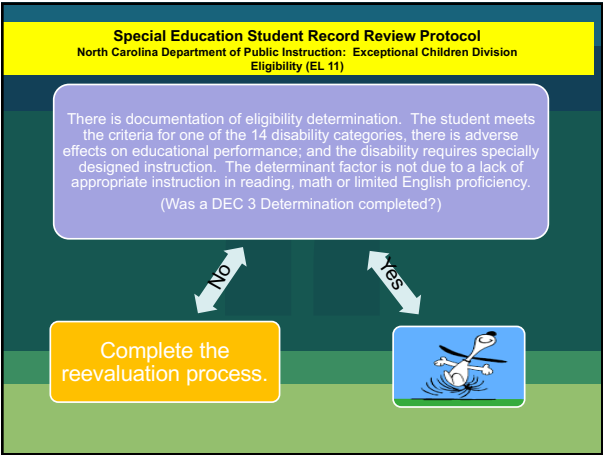 Special Education Student Record Review Protocol
North Carolina Department of Public Instruction: Exceptional Children Division
Eligibility (EL 11)
There is documentation of eligibility determination. The student meets
the criteria for one of the 14 disability categories, there is adverse
effects on educational performance; and the disability requires specially
designed instruction. The determinant factor is not due to a lack of
appropriate instruction in reading, math or limited English proficiency.
(Was a DEC 3 Determination completed?)
No
Yes
Complete the
reevaluation process.